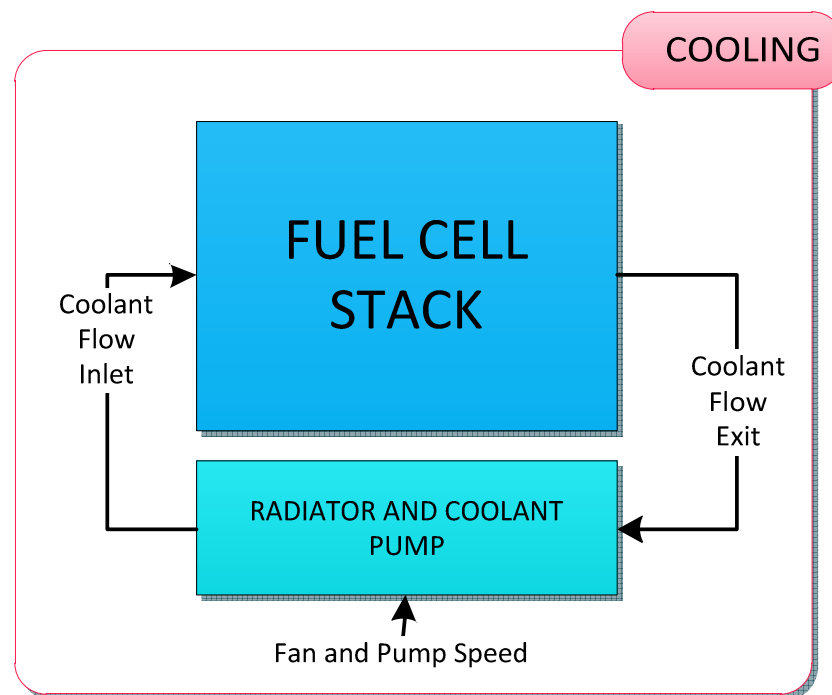 COOLING
FUEL CELL
STACK
Coolant
Flow
Inlet
Coolant
Flow
Exit
RADIATOR AND COOLANT
PUMP
Fan and Pump Speed